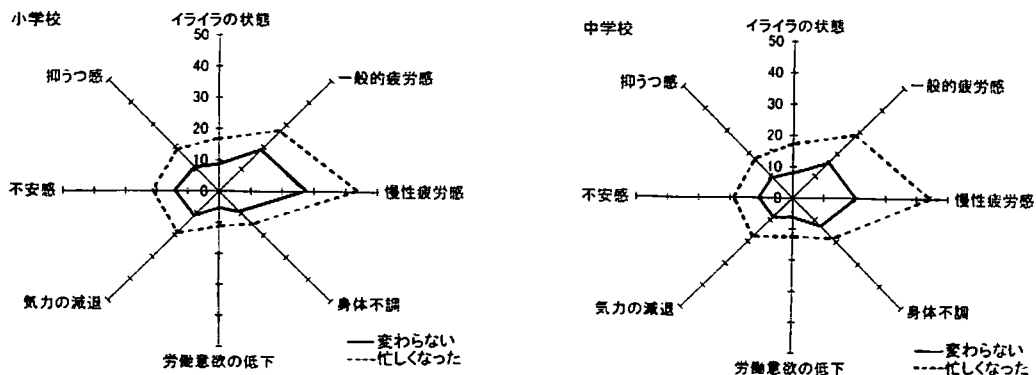 小学校
イライラの状態
50
40
30
20
10
0
一般的疲労感
慢性疲労感
身体不調
労働意欲の低下
気力の減退
不安感
抑うつ感
変わらない
忙しくなった
中学校
イライラの状態
50
40
30
20
10
0
一般的疲労感
慢性疲労感
身体不調
労働意欲の低下
気力の減退
不安感
抑うつ感
変わらない
忙しくなった